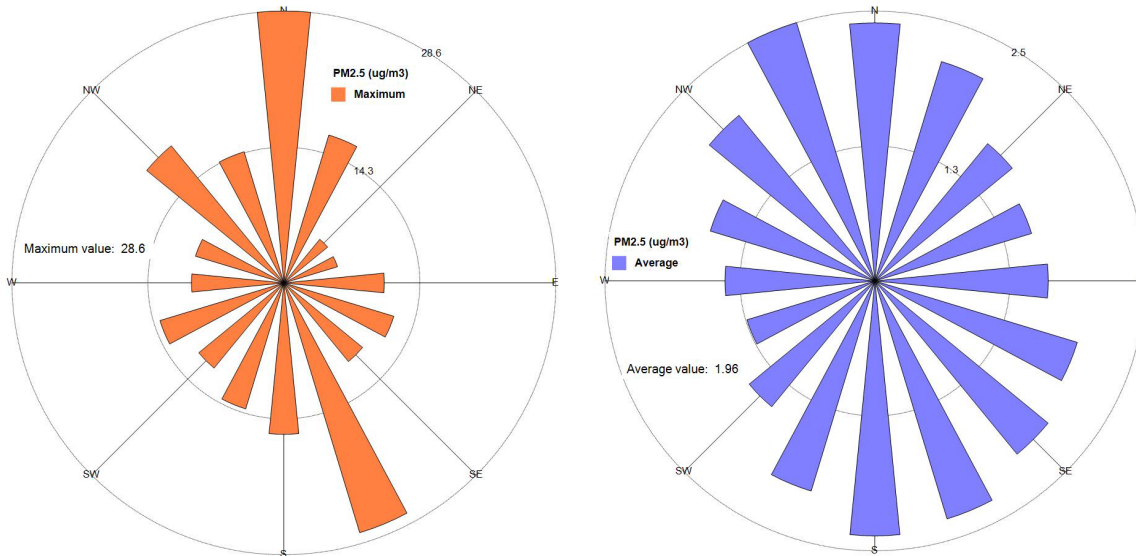 N
28.6
PM2.5 (ug/m3)
Maximum
NW
NE
14.3
Maximum value: 28.6
W
E
SW
SE
S
N
2.5
NW
NE
1.3
PM2.5 (ug/m3)
Average
W
Average value: 1.96
SW
SE
S